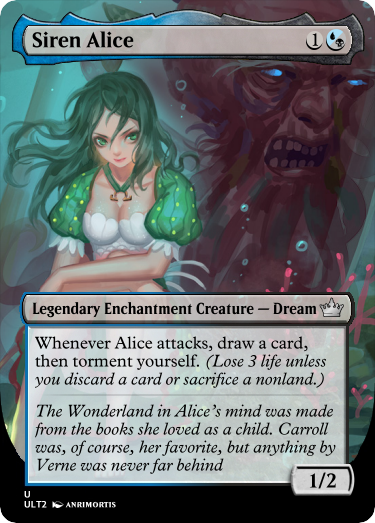 Siren Alice 1
Legendary Enchantment Creature — Dream
Whenever Alice attacks, draw a card,
then torment yourself. (Lose 3 life unless
you discard a card or sacrifice a nonland.)
The Wonderland in Alice's mind was made
from the books she loved as a child. Carroll
was, of course, her favorite, but anything by
Verne was never far behind
1/2
U
ULT2 ANRIMORTIS